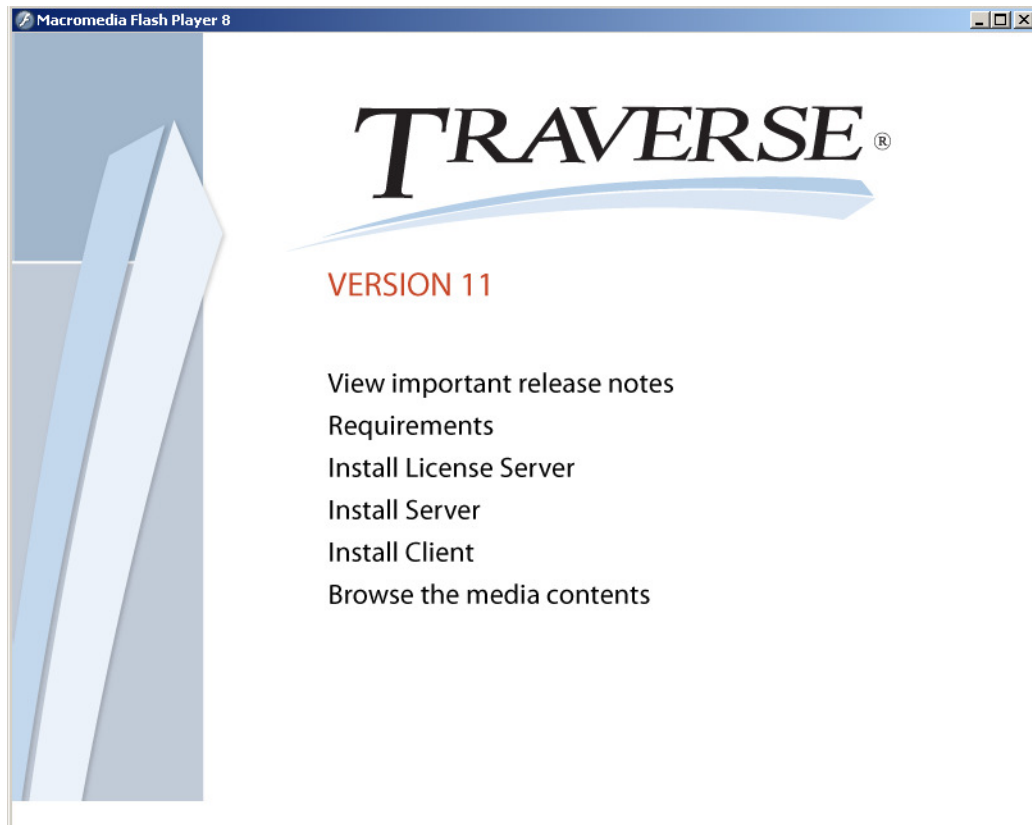 Macromedia Flash Player 8
TRAVERSE ®
VERSION 11
View important release notes
Requirements
Install License Server
Install Server
Install Client
Browse the media contents